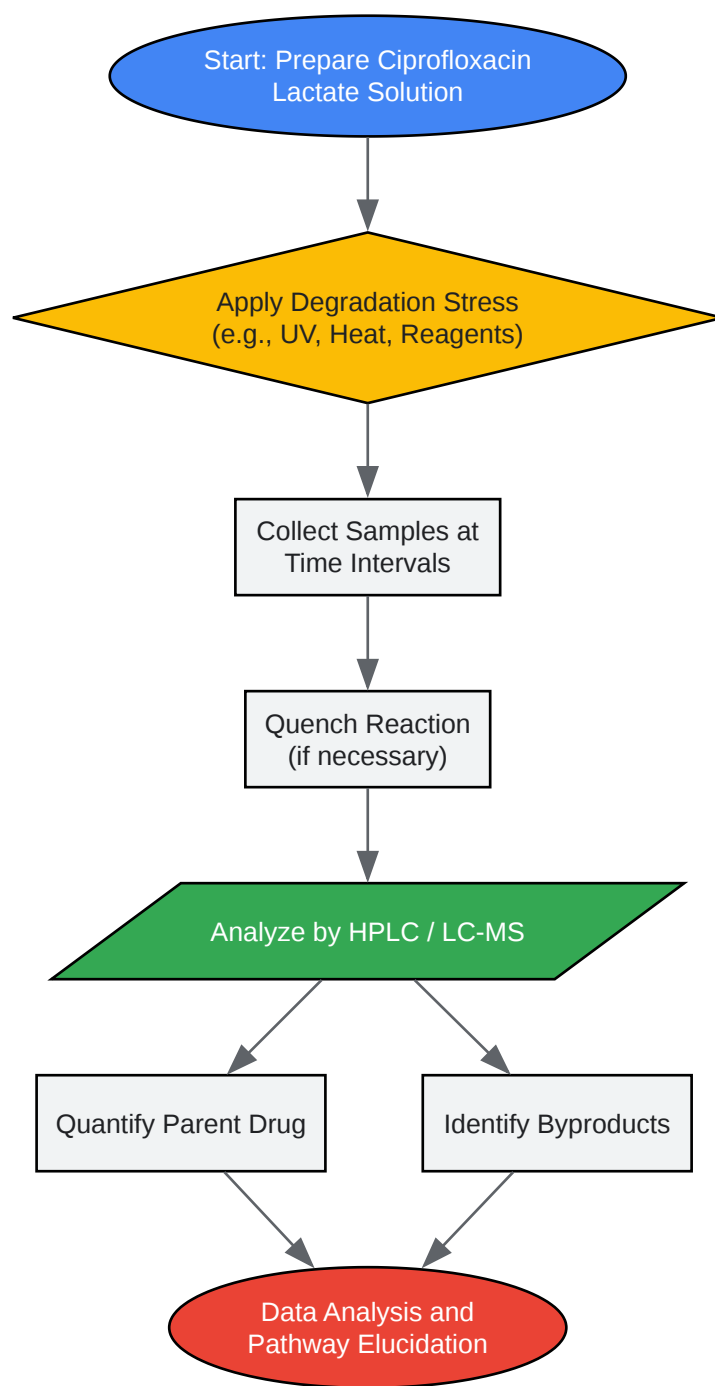 Start: Prepare Ciprofloxacin
Lactate Solution
Apply Degradation Stress
(e.g., UV, Heat, Reagents)
Collect Samples at
Time Intervals
Quench Reaction
(if necessary)
Analyze by HPLC / LC-MS
Quantify Parent Drug
Identify Byproducts
Data Analysis and
Pathway Elucidation